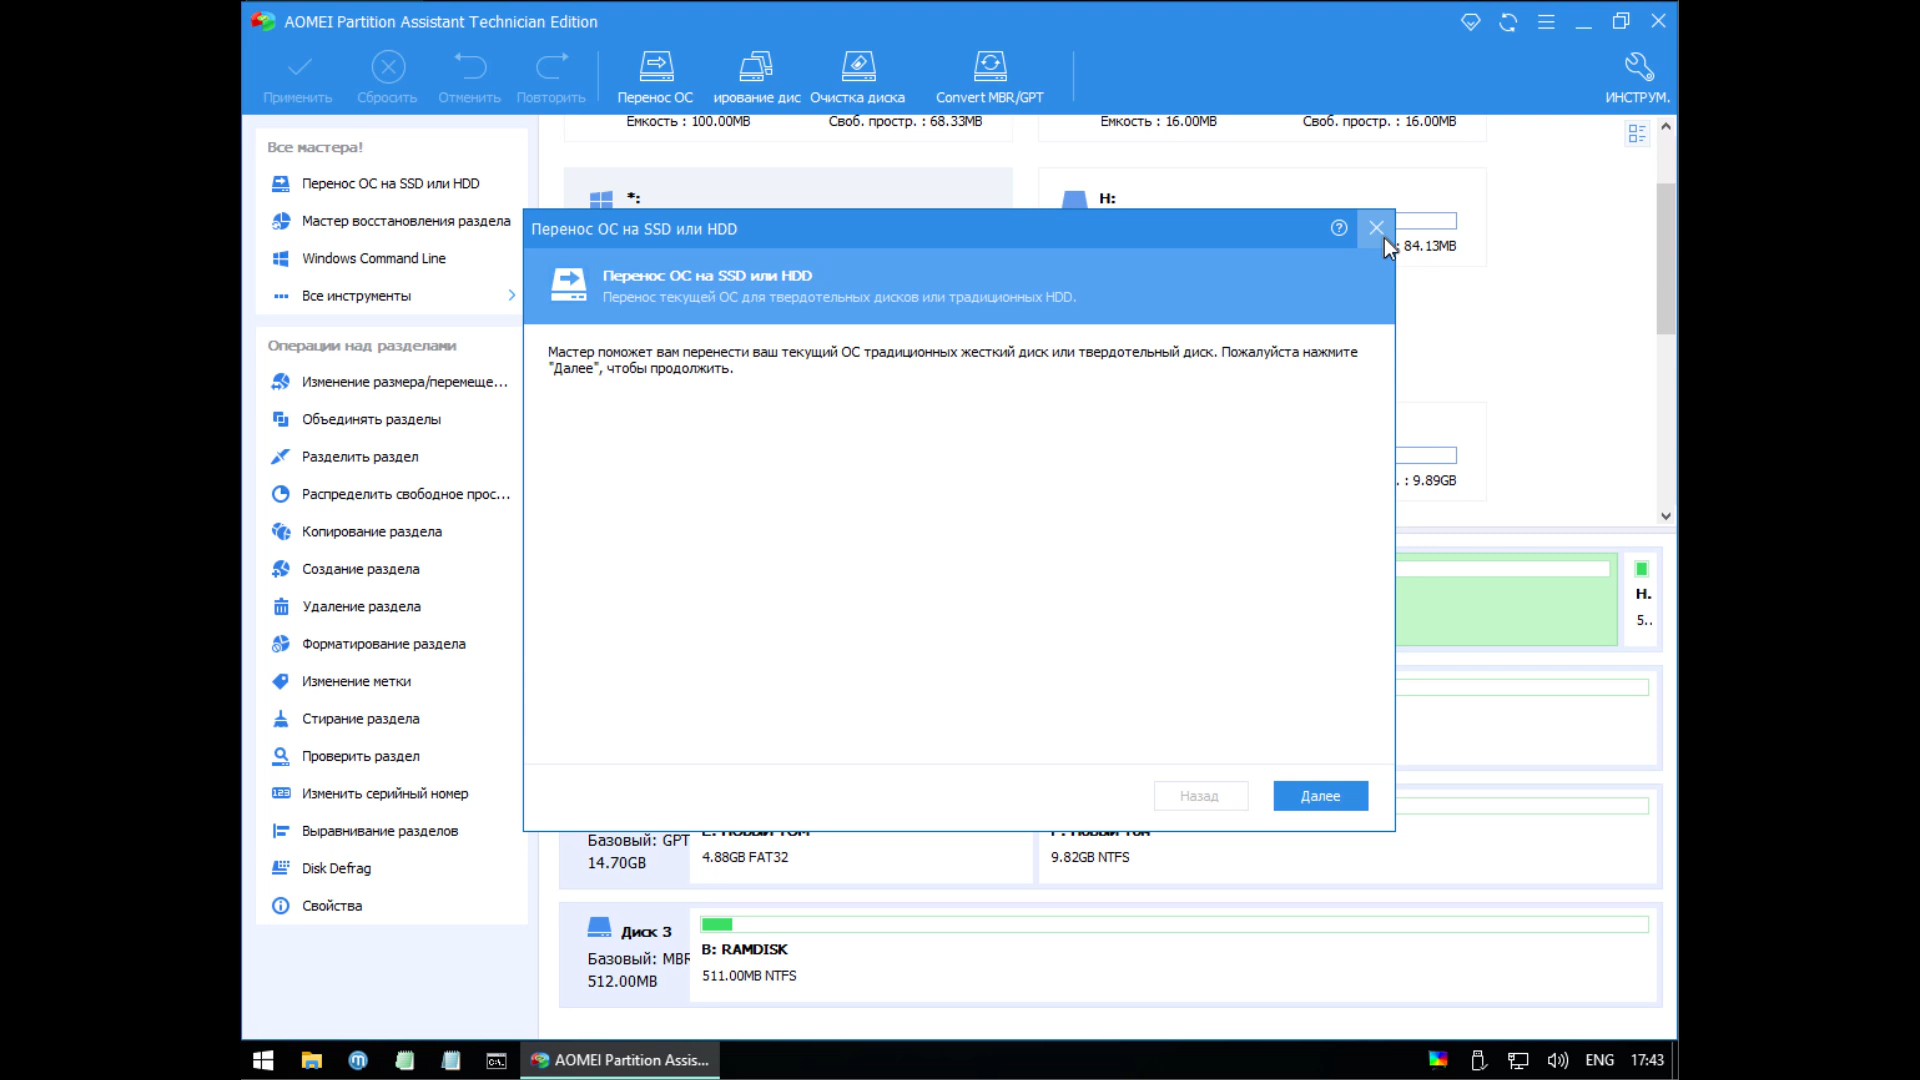 AOMEI Partition Assistant Technician Edition
Применить
Сбросить
Отменить
Повторить
Перенос ОС
ирование дис
Очистка диска
Convert MBR/GPT
ИНСТРУМ.
Емкость : 100.00MB
Своб. простр. : 68.33MB
Емкость : 16.00MB
Своб. простр. : 16.00MB
*:
H:
: 84.13MB
. : 9.89GB
Все мастера!
Перенос ОС на SSD или HDD
Мастер восстановления раздела
Windows Command Line
Все инструменты
Операции над разделами
Изменение размера/перемеще...
Объединять разделы
Разделить раздел
Распределить свободное прос...
Копирование раздела
Создание раздела
Удаление раздела
Форматирование раздела
Изменение метки
Стирание раздела
Проверить раздел
Изменить серийный номер
Выравнивание разделов
Disk Defrag
Свойства
Перенос ОС на SSD или HDD
Перенос ОС на SSD или HDD
Перенос текущей ОС для твердотельных дисков или традиционных HDD.
Мастер поможет вам перенести ваш текущий ОС традиционных жесткий диск или твердотельный диск. Пожалуйста нажмите
"Далее", чтобы продолжить.
Назад
Далее
H.
5..
Базовый: GPT
14.70GB
4.88GB FAT32
9.82GB NTFS
Диск 3
Базовый: MBR
512.00MB
B: RAMDISK
511.00MB NTFS
AOMEI Partition Assis...
ENG
17:43